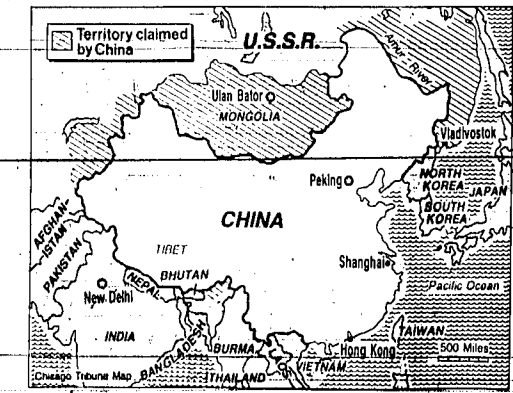 Territory claimed
by China
U.S.S.R.
Amur River
Ulan Bator
MONGOLIA
Vladivostok
Peking
NORTH
KOREA
JAPAN
SOUTH
KOREA
AFGHAN-
ISTAM
PAKISTAN
CHINA
TIBET
Shanghai
BHUTAN
NEPAL
New Delhi
Pacific Ocean
INDIA
BANGLADESH
BURMA
LAOS
VIETNAM
THAILAND
Hong Kong
TAIWAN
500 Miles
Chicago Tribune Map